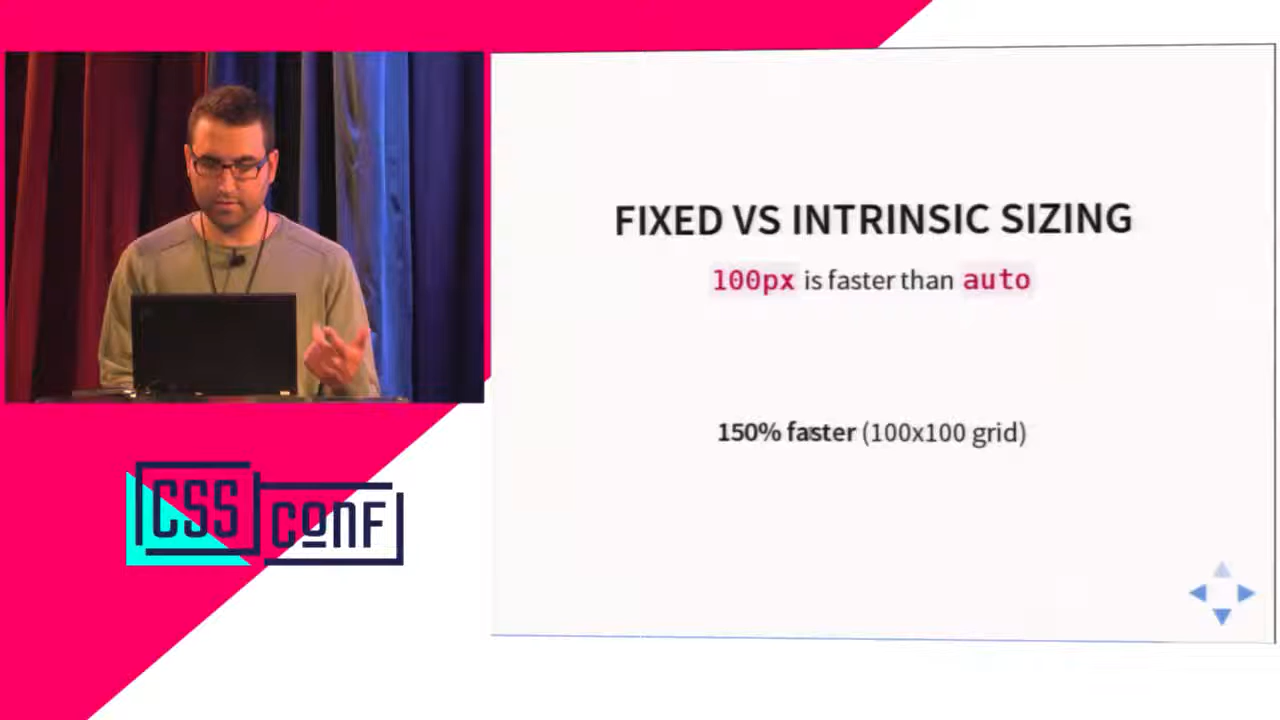 FIXED VS INTRINSIC SIZING
100px is faster than auto
150% faster (100x100 grid)
CSS
CONF